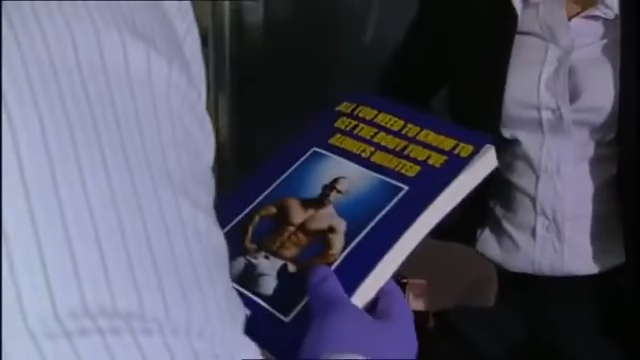 ALL YOU NEED TO KNOW TO
GET THE BODY YOU'VE
ALWAYS WANTED